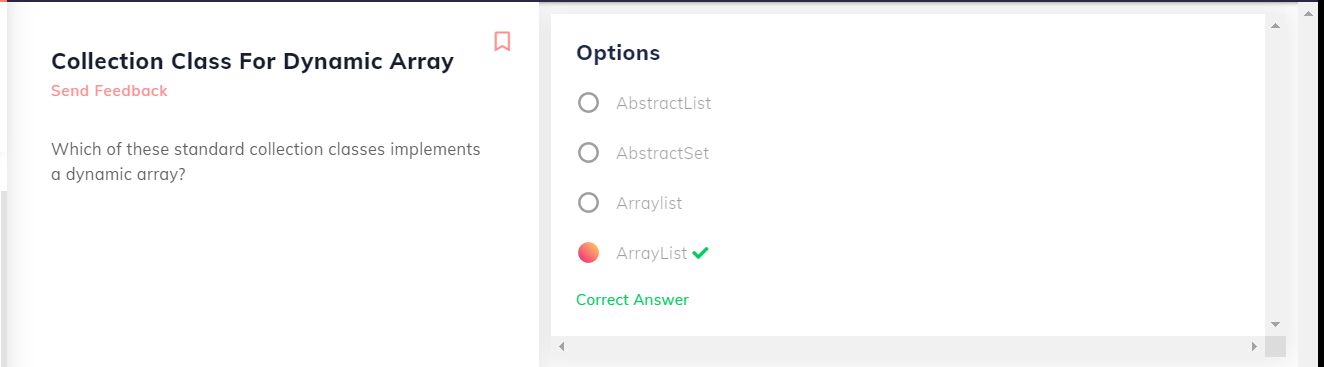 Collection Class For Dynamic Array
Send Feedback
Which of these standard collection classes implements
a dynamic array?
Options
AbstractList
AbstractSet
Arraylist
ArrayList
Correct Answer